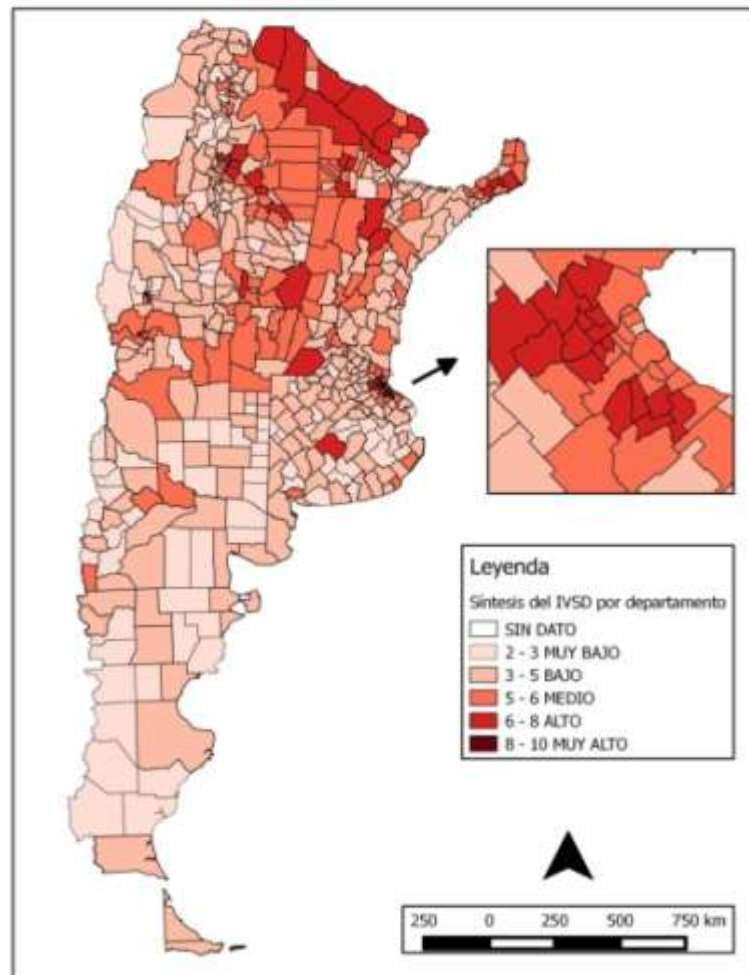 Leyenda
Síntesis del IVSD por departamento
SIN DATO
2 - 3 MUY BAJO
3 - 5 BAJO
5 - 6 MEDIO
6 - 8 ALTO
8 - 10 MUY ALTO
250 0 250 500 750 km